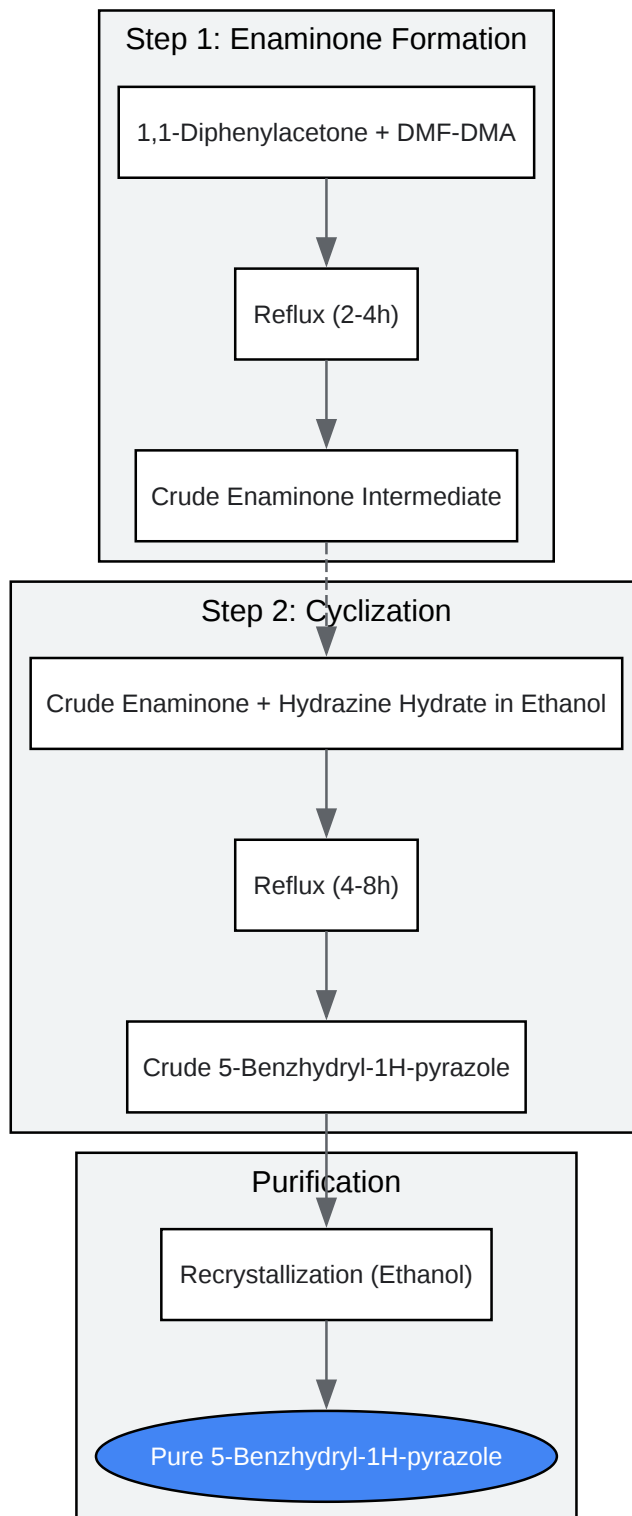 Step 1: Enaminone Formation
1,1-Diphenylacetone + DMF-DMA
Reflux (2-4h)
Crude Enaminone Intermediate
Step 2: Cyclization
Crude Enaminone + Hydrazine Hydrate in Ethanol
Reflux (4-8h)
Crude 5-Benzhydryl-1H-pyrazole
Purification
Recrystallization (Ethanol)
Pure 5-Benzhydryl-1H-pyrazole